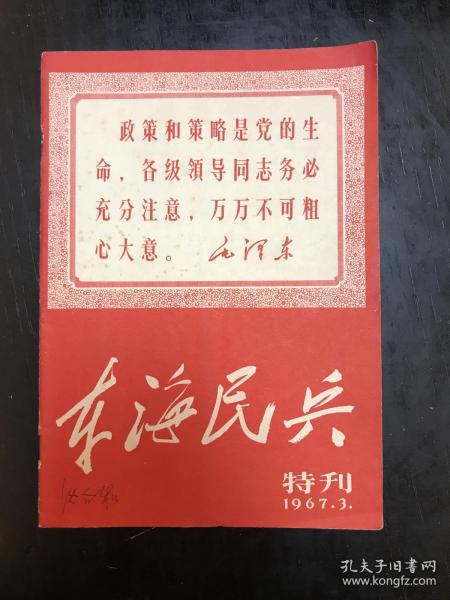 政策和策略是党的生
命，各级领导同志务必
充分注意，万万不可粗
心大意。 毛泽东
东海民兵
特刊
1967.3.
孔夫子旧书网
www.kongfz.com